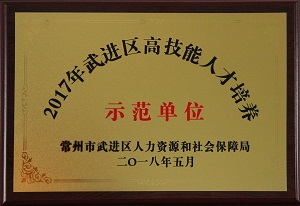 2017年武进区高技能人才培养
示范单位
常州市武进区人力资源和社会保障局
二〇一八年五月